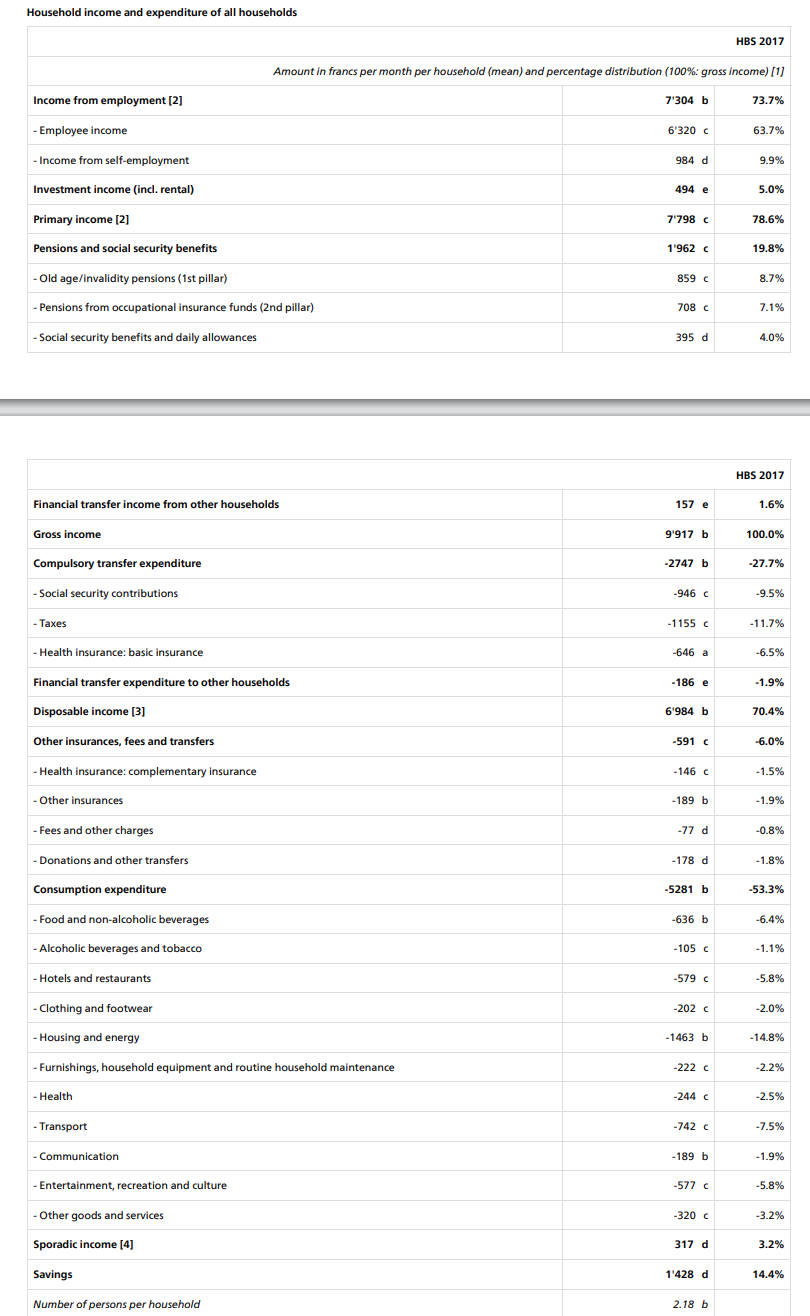 Household income and expenditure of all households
HBS 2017
Amount in francs per month per household (mean) and percentage distribution (100%: gross income) [1]
Income from employment [2] 7'304 b 73.7%
- Employee income 6'320 c 63.7%
- Income from self-employment 984 d 9.9%
Investment income (incl. rental) 494 e 5.0%
Primary income [2] 7'798 c 78.6%
Pensions and social security benefits 1'962 c 19.8%
- Old age/invalidity pensions (1st pillar) 859 c 8.7%
- Pensions from occupational insurance funds (2nd pillar) 708 c 7.1%
- Social security benefits and daily allowances 395 d 4.0%
HBS 2017
Financial transfer income from other households 157 e 1.6%
Gross income 9'917 b 100.0%
Compulsory transfer expenditure -2747 b -27.7%
- Social security contributions -946 c -9.5%
- Taxes -1155 c -11.7%
- Health insurance: basic insurance -646 a -6.5%
Financial transfer expenditure to other households -186 e -1.9%
Disposable income [3] 6'984 b 70.4%
Other insurances, fees and transfers -591 c -6.0%
- Health insurance: complementary insurance -146 c -1.5%
- Other insurances -189 b -1.9%
- Fees and other charges -77 d -0.8%
- Donations and other transfers -178 d -1.8%
Consumption expenditure -5281 b -53.3%
- Food and non-alcoholic beverages -636 b -6.4%
- Alcoholic beverages and tobacco -105 c -1.1%
- Hotels and restaurants -579 c -5.8%
- Clothing and footwear -202 c -2.0%
- Housing and energy -1463 b -14.8%
- Furnishings, household equipment and routine household maintenance -222 c -2.2%
- Health -244 c -2.5%
- Transport -742 c -7.5%
- Communication -189 b -1.9%
- Entertainment, recreation and culture -577 c -5.8%
- Other goods and services -320 c -3.2%
Sporadic income [4] 317 d 3.2%
Savings 1'428 d 14.4%
Number of persons per household 2.18 b